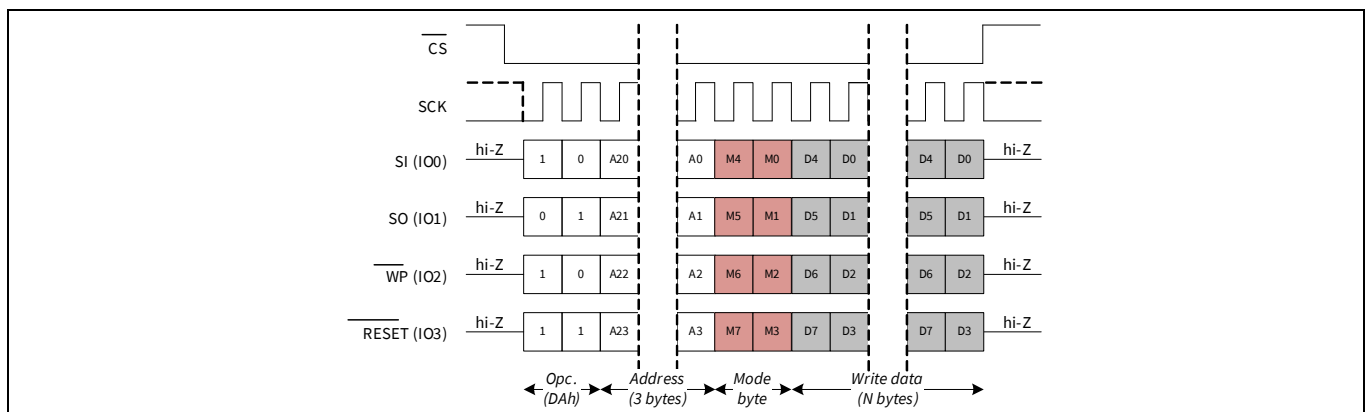 CS
SCK
SI (IO0) hi-Z 1 0 A20 A0 M4 M0 D4 D0 D4 D0 hi-Z
SO (IO1) hi-Z 0 1 A21 A1 M5 M1 D5 D1 D5 D1 hi-Z
WP (IO2) hi-Z 1 0 A22 A2 M6 M2 D6 D2 D6 D2 hi-Z
RESET (IO3) hi-Z 1 1 A23 A3 M7 M3 D7 D3 D7 D3 hi-Z
Opc. Address Mode Write data
(DAh) (3 bytes) byte (N bytes)